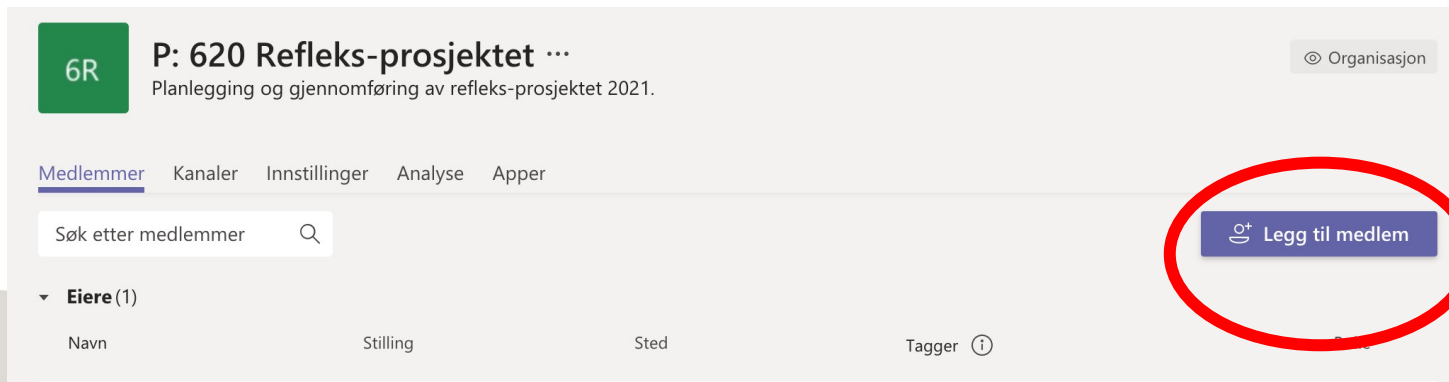 6R
P: 620 Refleks-prosjektet ...
Organisasjon
Planlegging og gjennomføring av refleks-prosjektet 2021.
Medlemmer Kanaler Innstillinger Analyse Apper
Søk etter medlemmer Legg til medlem
Eiere (1)
Navn Stilling Sted Tagger